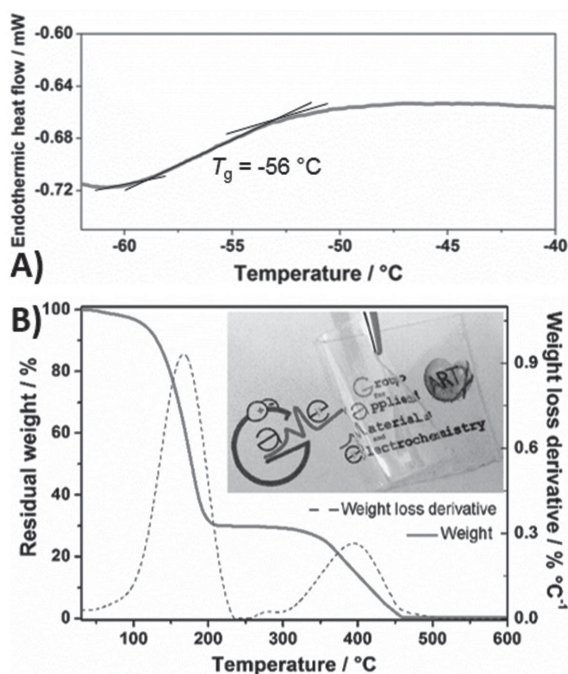 -0.60
-0.64
-0.68
-0.72
Endothermic heat flow / mW
Tg = -56 °C
-60
-55
-50
-45
-40
Temperature / °C
A)
B)
100
80
60
40
20
0
Residual weight / %
0.9
0.6
0.3
0.0
Weight loss derivative / % °C⁻¹
Group
for
applied
Materials
and
electrochemistry
Weight loss derivative
Weight
100
200
300
400
500
600
Temperature / °C